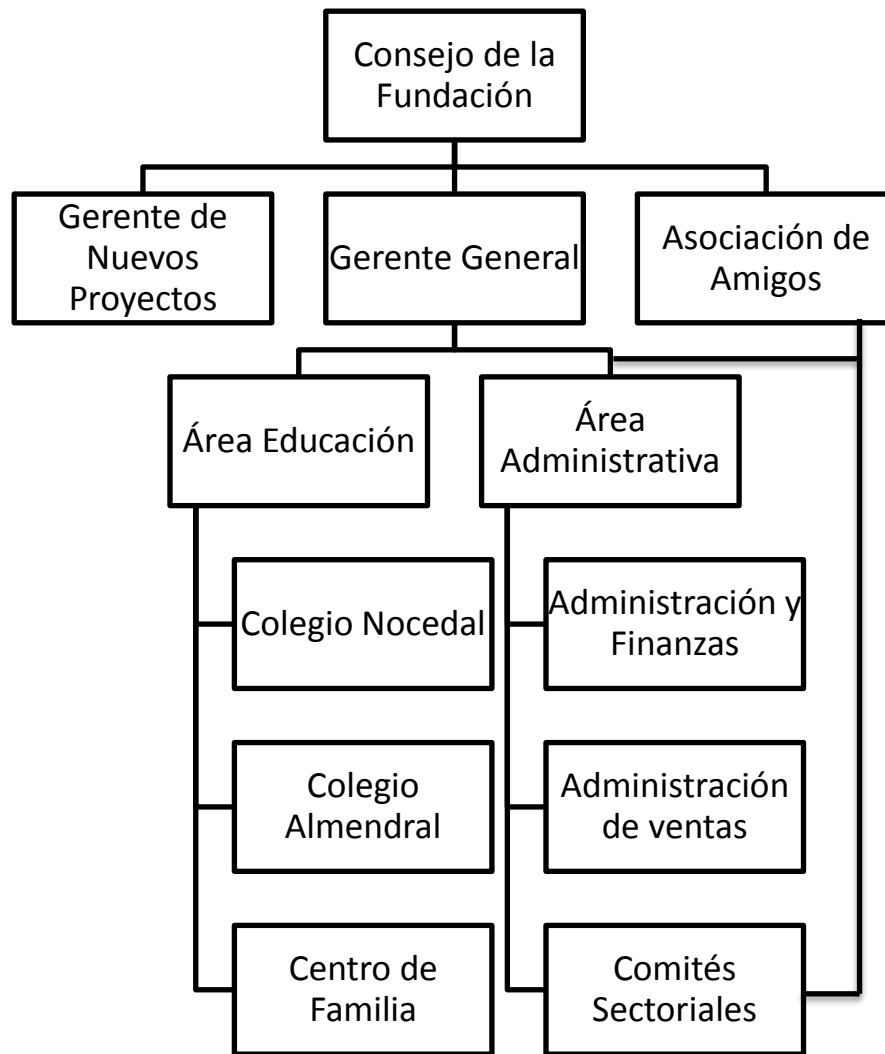 Consejo de la
Fundación
Gerente de
Nuevos
Proyectos
Gerente General
Asociación de
Amigos
Área Educación
Área
Administrativa
Colegio Nocedal
Administración y
Finanzas
Colegio
Almendral
Administración
de ventas
Centro de
Familia
Comités
Sectoriales